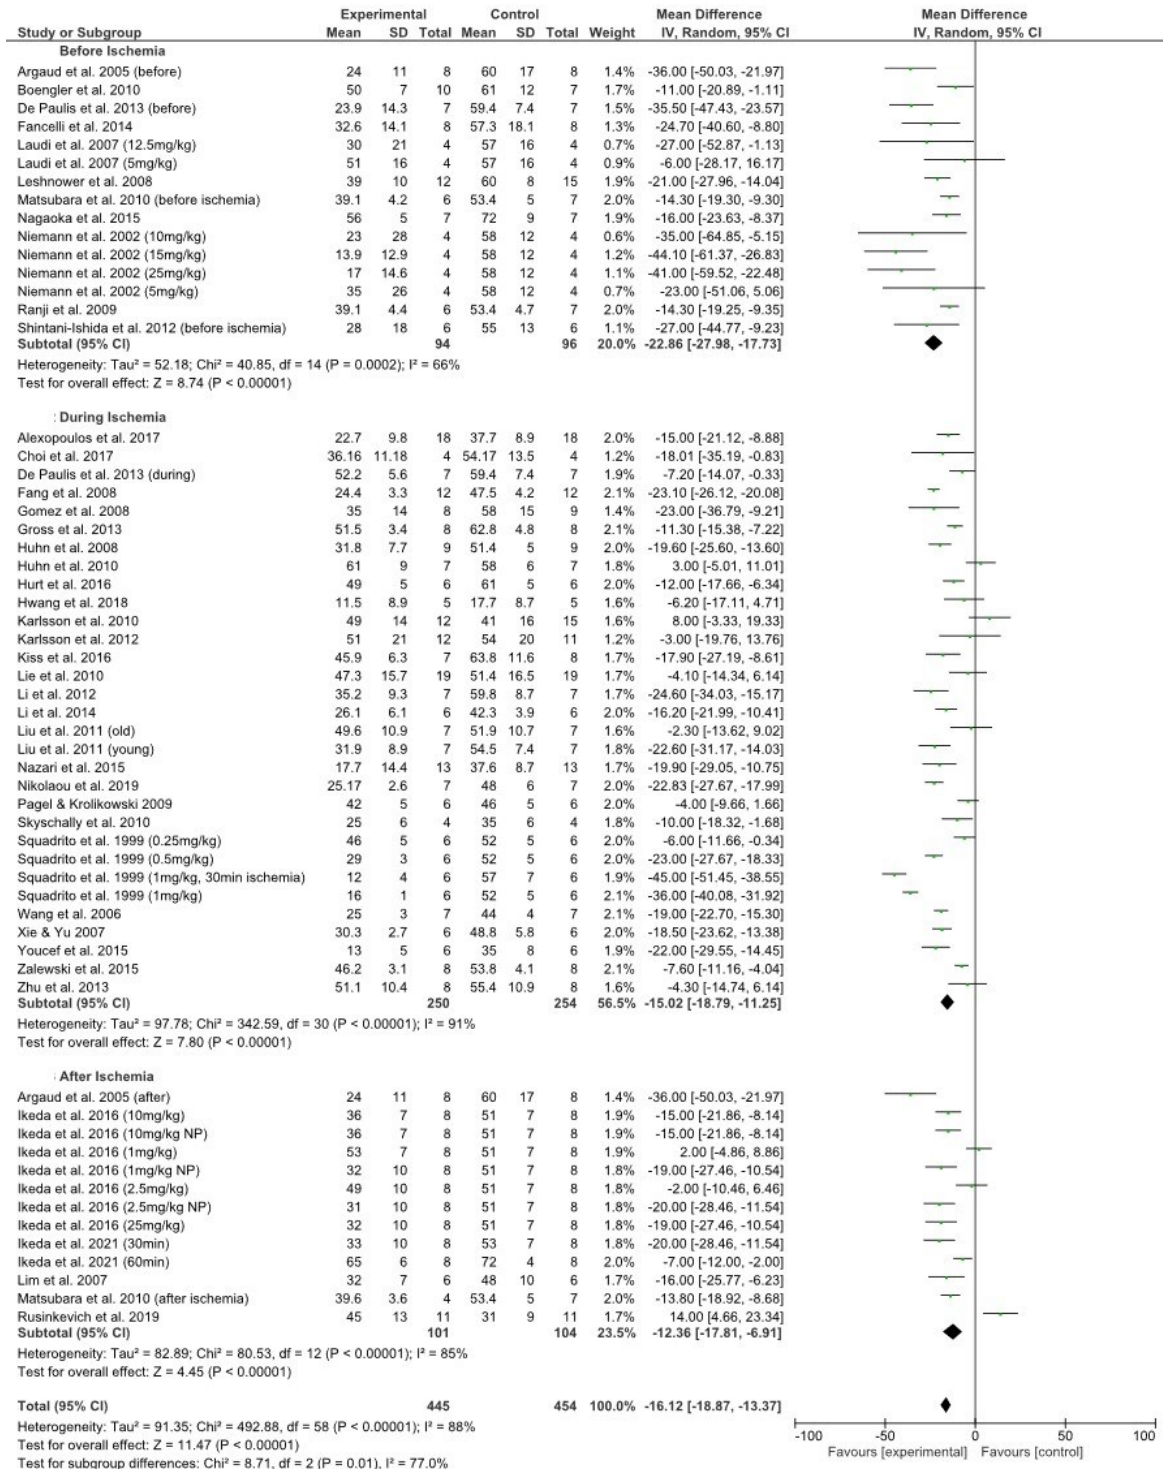 Experimental Control Mean Difference Mean Difference
Study or Subgroup Mean SD Total Mean SD Total Weight IV, Random, 95% CI IV, Random, 95% CI
Before Ischemia
Argaud et al. 2005 (before) 24 11 8 60 17 8 1.4% -36.00 [-50.03, -21.97]
Boengler et al. 2010 50 7 10 61 12 7 1.7% -11.00 [-20.89, -1.11]
De Paulis et al. 2013 (before) 23.9 14.3 7 59.4 7.4 7 1.5% -35.50 [-47.43, -23.57]
Fancelli et al. 2014 32.6 14.1 8 57.3 18.1 8 1.3% -24.70 [-40.60, -8.80]
Laudi et al. 2007 (12.5mg/kg) 30 21 4 57 16 4 0.7% -27.00 [-52.87, -1.13]
Laudi et al. 2007 (5mg/kg) 51 16 4 57 16 4 0.9% -6.00 [-28.17, 16.17]
Leshnower et al. 2008 39 10 12 60 8 15 1.9% -21.00 [-27.96, -14.04]
Matsubara et al. 2010 (before ischemia) 39.1 4.2 6 53.4 5 7 2.0% -14.30 [-19.30, -9.30]
Nagaoka et al. 2015 56 5 7 72 9 7 1.9% -16.00 [-23.63, -8.37]
Niemann et al. 2002 (10mg/kg) 23 28 4 58 12 4 0.6% -35.00 [-64.85, -5.15]
Niemann et al. 2002 (15mg/kg) 13.9 12.9 4 58 12 4 1.2% -44.10 [-61.37, -26.83]
Niemann et al. 2002 (25mg/kg) 17 14.6 4 58 12 4 1.1% -41.00 [-59.52, -22.48]
Niemann et al. 2002 (5mg/kg) 35 26 4 58 12 4 0.7% -23.00 [-51.06, 5.06]
Ranji et al. 2009 39.1 4.4 6 53.4 4.7 7 2.0% -14.30 [-19.25, -9.35]
Shintani-Ishida et al. 2012 (before ischemia) 28 18 6 55 13 6 1.1% -27.00 [-44.77, -9.23]
Subtotal (95% CI) 94 96 20.0% -22.86 [-27.98, -17.73]
Heterogeneity: Tau² = 52.18; Chi² = 40.85, df = 14 (P = 0.0002); I² = 66%
Test for overall effect: Z = 8.74 (P < 0.00001)
: During Ischemia
Alexopoulos et al. 2017 22.7 9.8 18 37.7 8.9 18 2.0% -15.00 [-21.12, -8.88]
Choi et al. 2017 36.16 11.18 4 54.17 13.5 4 1.2% -18.01 [-35.19, -0.83]
De Paulis et al. 2013 (during) 52.2 5.6 7 59.4 7.4 7 1.9% -7.20 [-14.07, -0.33]
Fang et al. 2008 24.4 3.3 12 47.5 4.2 12 2.1% -23.10 [-26.12, -20.08]
Gomez et al. 2008 35 14 8 58 15 9 1.4% -23.00 [-36.79, -9.21]
Gross et al. 2013 51.5 3.4 8 62.8 4.8 8 2.1% -11.30 [-15.38, -7.22]
Huhn et al. 2008 31.8 7.7 9 51.4 5 9 2.0% -19.60 [-25.60, -13.60]
Huhn et al. 2010 61 9 7 58 6 7 1.8% 3.00 [-5.01, 11.01]
Hurt et al. 2016 49 5 6 61 5 6 2.0% -12.00 [-17.66, -6.34]
Hwang et al. 2018 11.5 8.9 5 17.7 8.7 5 1.6% -6.20 [-17.11, 4.71]
Karlsson et al. 2010 49 14 12 41 16 15 1.6% 8.00 [-3.33, 19.33]
Karlsson et al. 2012 51 21 12 54 20 11 1.2% -3.00 [-19.76, 13.76]
Kiss et al. 2016 45.9 6.3 7 63.8 11.6 8 1.7% -17.90 [-27.19, -8.61]
Lie et al. 2010 47.3 15.7 19 51.4 16.5 19 1.7% -4.10 [-14.34, 6.14]
Li et al. 2012 35.2 9.3 7 59.8 8.7 7 1.7% -24.60 [-34.03, -15.17]
Li et al. 2014 26.1 6.1 6 42.3 3.9 6 2.0% -16.20 [-21.99, -10.41]
Liu et al. 2011 (old) 49.6 10.9 7 51.9 10.7 7 1.6% -2.30 [-13.62, 9.02]
Liu et al. 2011 (young) 31.9 8.9 7 54.5 7.4 7 1.8% -22.60 [-31.17, -14.03]
Nazari et al. 2015 17.7 14.4 13 37.6 8.7 13 1.7% -19.90 [-29.05, -10.75]
Nikolaou et al. 2019 25.17 2.6 7 48 6 7 2.0% -22.83 [-27.67, -17.99]
Pagel & Krolikowski 2009 42 5 6 46 5 6 2.0% -4.00 [-9.66, 1.66]
Skyschally et al. 2010 25 6 4 35 6 4 1.8% -10.00 [-18.32, -1.68]
Squadrito et al. 1999 (0.25mg/kg) 46 5 6 52 5 6 2.0% -6.00 [-11.66, -0.34]
Squadrito et al. 1999 (0.5mg/kg) 29 3 6 52 5 6 2.0% -23.00 [-27.67, -18.33]
Squadrito et al. 1999 (1mg/kg, 30min ischemia) 12 4 6 57 7 6 1.9% -45.00 [-51.45, -38.55]
Squadrito et al. 1999 (1mg/kg) 16 1 6 52 5 6 2.1% -36.00 [-40.08, -31.92]
Wang et al. 2006 25 3 7 44 4 7 2.1% -19.00 [-22.70, -15.30]
Xie & Yu 2007 30.3 2.7 6 48.8 5.8 6 2.0% -18.50 [-23.62, -13.38]
Youcef et al. 2015 13 5 6 35 8 6 1.9% -22.00 [-29.55, -14.45]
Zalewski et al. 2015 46.2 3.1 8 53.8 4.1 8 2.1% -7.60 [-11.16, -4.04]
Zhu et al. 2013 51.1 10.4 8 55.4 10.9 8 1.6% -4.30 [-14.74, 6.14]
Subtotal (95% CI) 250 254 56.5% -15.02 [-18.79, -11.25]
Heterogeneity: Tau² = 97.78; Chi² = 342.59, df = 30 (P < 0.00001); I² = 91%
Test for overall effect: Z = 7.80 (P < 0.00001)
: After Ischemia
Argaud et al. 2005 (after) 24 11 8 60 17 8 1.4% -36.00 [-50.03, -21.97]
Ikeda et al. 2016 (10mg/kg) 36 7 8 51 7 8 1.9% -15.00 [-21.86, -8.14]
Ikeda et al. 2016 (10mg/kg NP) 36 7 8 51 7 8 1.9% -15.00 [-21.86, -8.14]
Ikeda et al. 2016 (1mg/kg) 53 7 8 51 7 8 1.9% 2.00 [-4.86, 8.86]
Ikeda et al. 2016 (1mg/kg NP) 32 10 8 51 7 8 1.8% -19.00 [-27.46, -10.54]
Ikeda et al. 2016 (2.5mg/kg) 49 10 8 51 7 8 1.8% -2.00 [-10.46, 6.46]
Ikeda et al. 2016 (2.5mg/kg NP) 31 10 8 51 7 8 1.8% -20.00 [-28.46, -11.54]
Ikeda et al. 2016 (25mg/kg) 32 10 8 51 7 8 1.8% -19.00 [-27.46, -10.54]
Ikeda et al. 2021 (30min) 33 10 8 53 7 8 1.8% -20.00 [-28.46, -11.54]
Ikeda et al. 2021 (60min) 65 6 8 72 4 8 2.0% -7.00 [-12.00, -2.00]
Lim et al. 2007 32 7 6 48 10 6 1.7% -16.00 [-25.77, -6.23]
Matsubara et al. 2010 (after ischemia) 39.6 3.6 4 53.4 5 7 2.0% -13.80 [-18.92, -8.68]
Rusinkevich et al. 2019 45 13 11 31 9 11 1.7% 14.00 [4.66, 23.34]
Subtotal (95% CI) 101 104 23.5% -12.36 [-17.81, -6.91]
Heterogeneity: Tau² = 82.89; Chi² = 80.53, df = 12 (P < 0.00001); I² = 85%
Test for overall effect: Z = 4.45 (P < 0.00001)
Total (95% CI) 445 454 100.0% -16.12 [-18.87, -13.37]
Heterogeneity: Tau² = 91.35; Chi² = 492.88, df = 58 (P < 0.00001); I² = 88%
Test for overall effect: Z = 11.47 (P < 0.00001)
Test for subgroup differences: Chi² = 8.71, df = 2 (P = 0.01), I² = 77.0%
-100 -50 0 50 100
Favours [experimental] Favours [control]